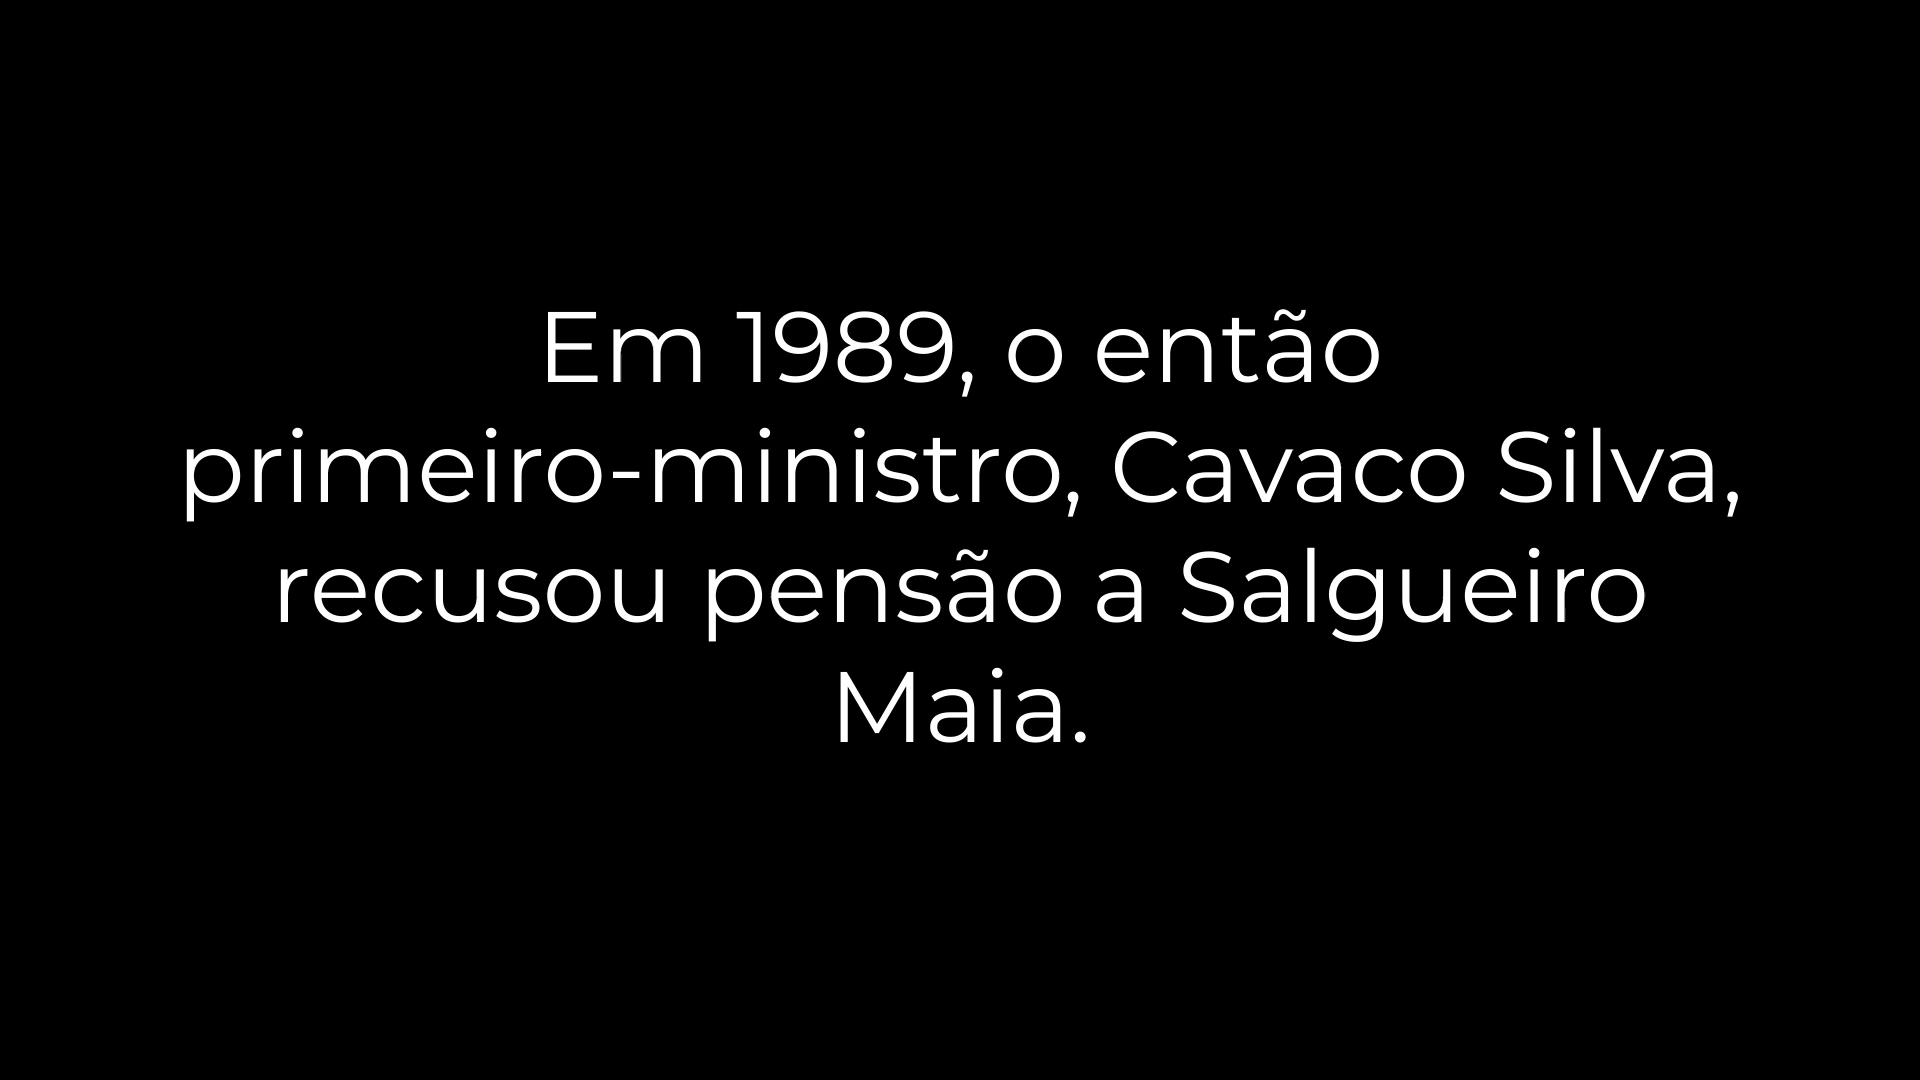 Em 1989, o então
primeiro-ministro, Cavaco Silva,
recusou pensão a Salgueiro
Maia.